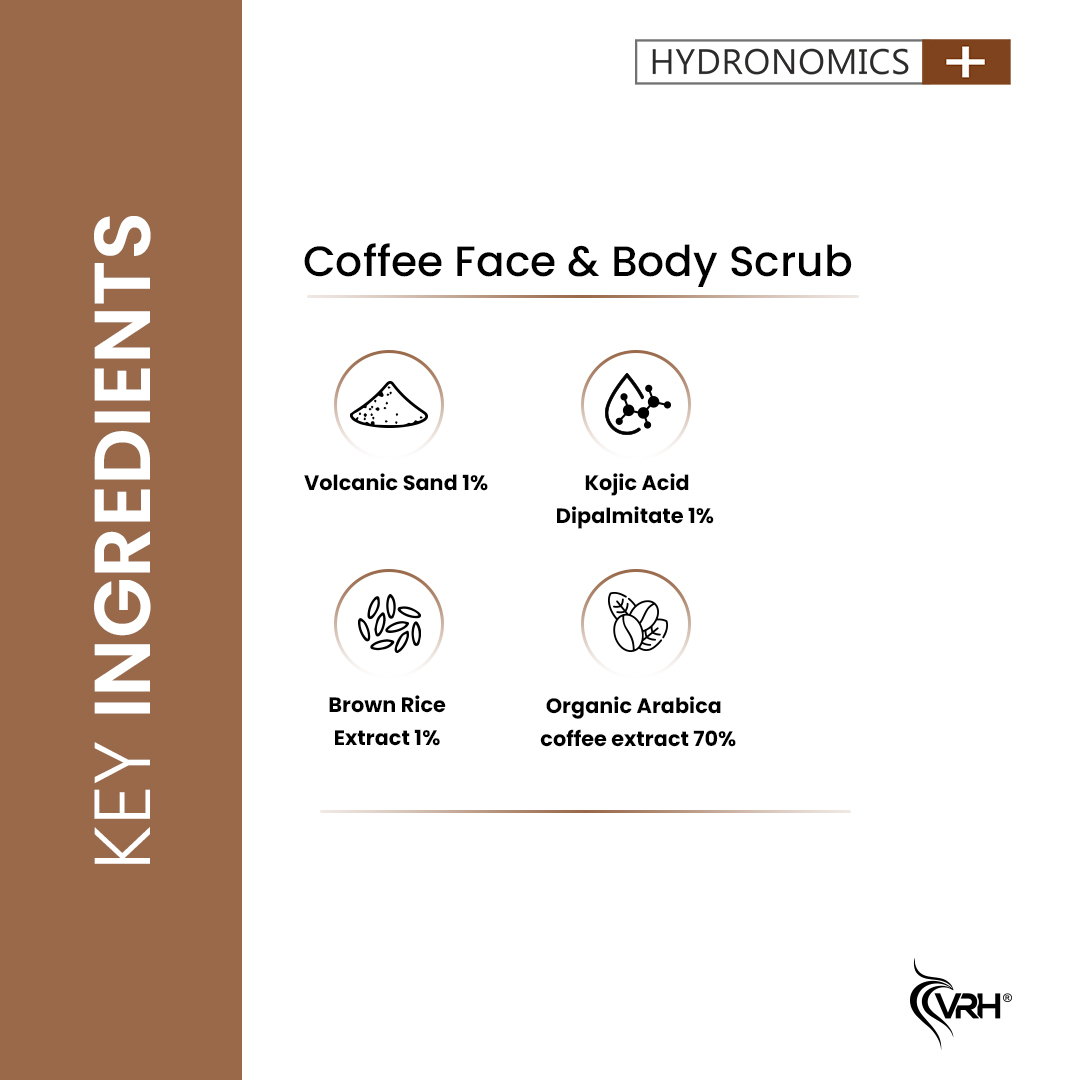 HYDRONOMICS +
KEY INGREDIENTS
Coffee Face & Body Scrub
Volcanic Sand 1%
Kojic Acid
Dipalmitate 1%
Brown Rice
Extract 1%
Organic Arabica
coffee extract 70%
VRH®